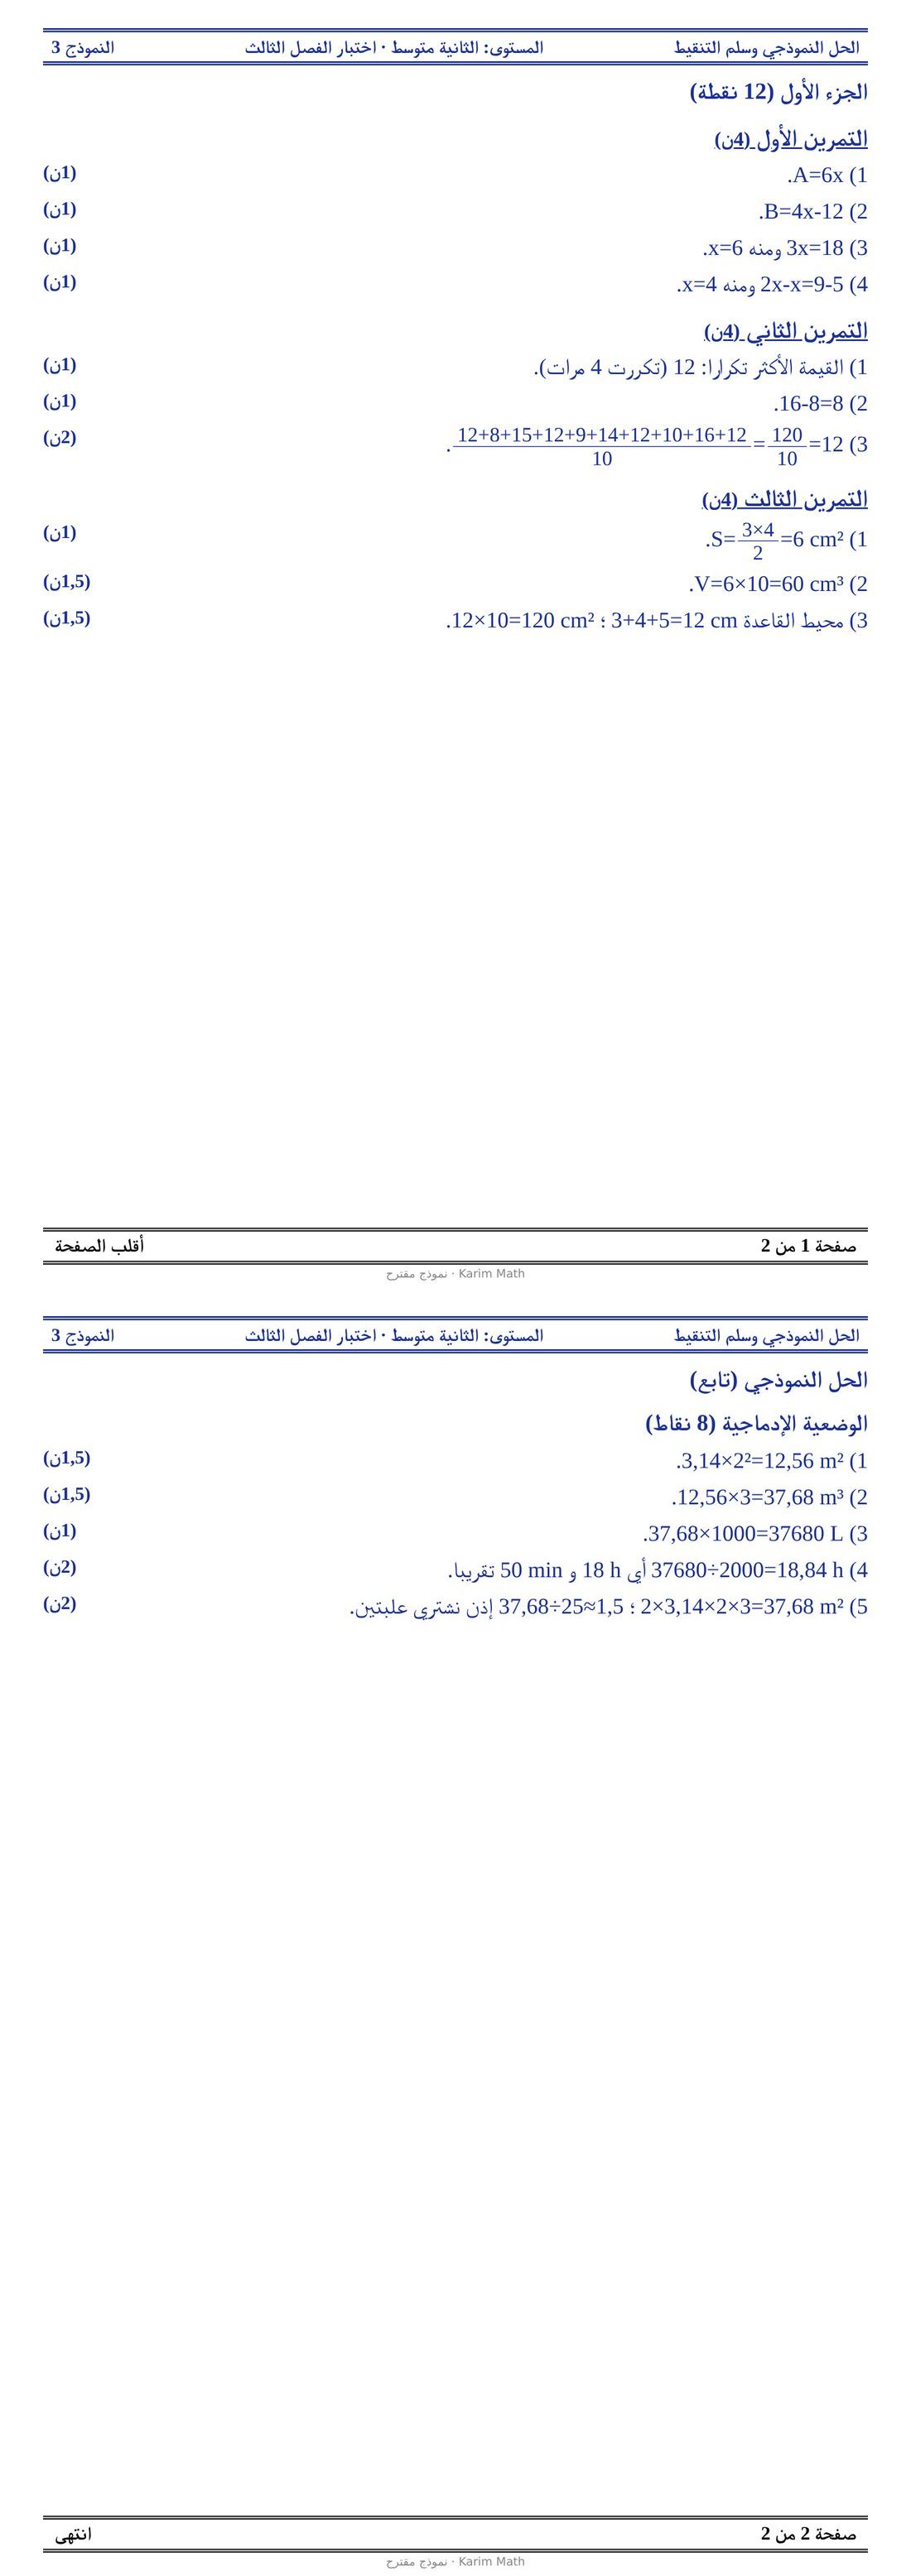 الحل النموذجي وسلم التنقيط المستوى: الثانية متوسط · اختبار الفصل الثالث النموذج 3
الجزء الأول (12 نقطة)
التمرين الأول (4ن)
1) A=6x. (1ن)
2) B=4x-12. (1ن)
3) 3x=18 ومنه x=6. (1ن)
4) 2x-x=9-5 ومنه x=4. (1ن)
التمرين الثاني (4ن)
1) القيمة الأكثر تكرارا: 12 (تكررت 4 مرات). (1ن)
2) 16-8=8. (1ن)
3) \frac{12+8+15+12+9+14+12+10+16+12}{10}=\frac{120}{10}=12. (2ن)
التمرين الثالث (4ن)
1) S=\frac{3×4}{2}=6 cm². (1ن)
2) V=6×10=60 cm³. (1,5ن)
3) محيط القاعدة 3+4+5=12 cm ؛ 12×10=120 cm². (1,5ن)
صفحة 1 من 2 أقلب الصفحة
Karim Math · نموذج مقترح
الحل النموذجي وسلم التنقيط المستوى: الثانية متوسط · اختبار الفصل الثالث النموذج 3
الحل النموذجي (تابع)
الوضعية الإدماجية (8 نقاط)
1) 3,14×2²=12,56 m². (1,5ن)
2) 12,56×3=37,68 m³. (1,5ن)
3) 37,68×1000=37680 L. (1ن)
4) 37680÷2000=18,84 h أي 18 h و 50 min تقريبا. (2ن)
5) 2×3,14×2×3=37,68 m² ؛ 37,68÷25≈1,5 إذن نشتري علبتين. (2ن)
صفحة 2 من 2 انتهى
Karim Math · نموذج مقترح